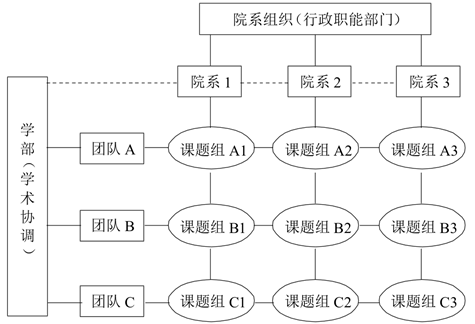 院系组织（行政职能部门）
院系 1
院系 2
院系 3
学部（学术协调）
团队 A
课题组 A1
课题组 A2
课题组 A3
团队 B
课题组 B1
课题组 B2
课题组 B3
团队 C
课题组 C1
课题组 C2
课题组 C3